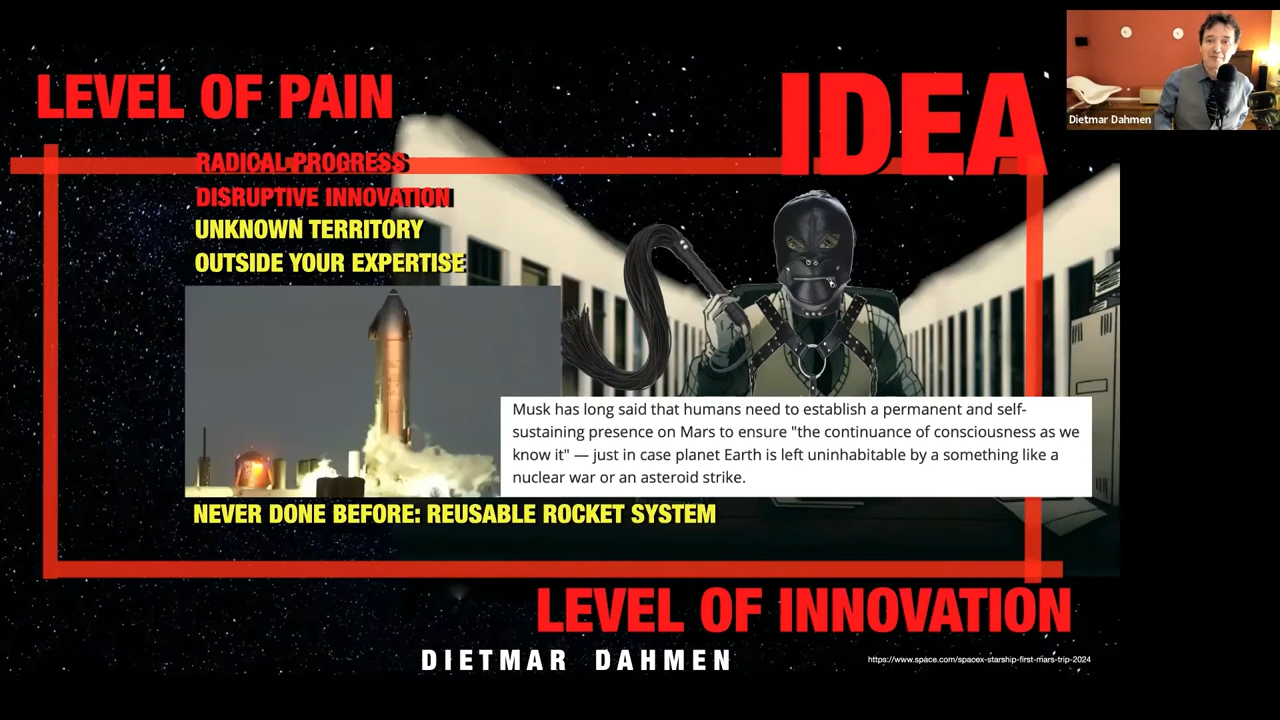 LEVEL OF PAIN
IDEA
Dietmar Dahmen
RADICAL PROGRESS
DISRUPTIVE INNOVATION
UNKNOWN TERRITORY
OUTSIDE YOUR EXPERTISE
Musk has long said that humans need to establish a permanent and self-
sustaining presence on Mars to ensure "the continuance of consciousness as we
know it" — just in case planet Earth is left uninhabitable by a something like a
nuclear war or an asteroid strike.
NEVER DONE BEFORE: REUSABLE ROCKET SYSTEM
LEVEL OF INNOVATION
DIETMAR DAHMEN
https://www.space.com/spacex-starship-first-mars-trip-2024